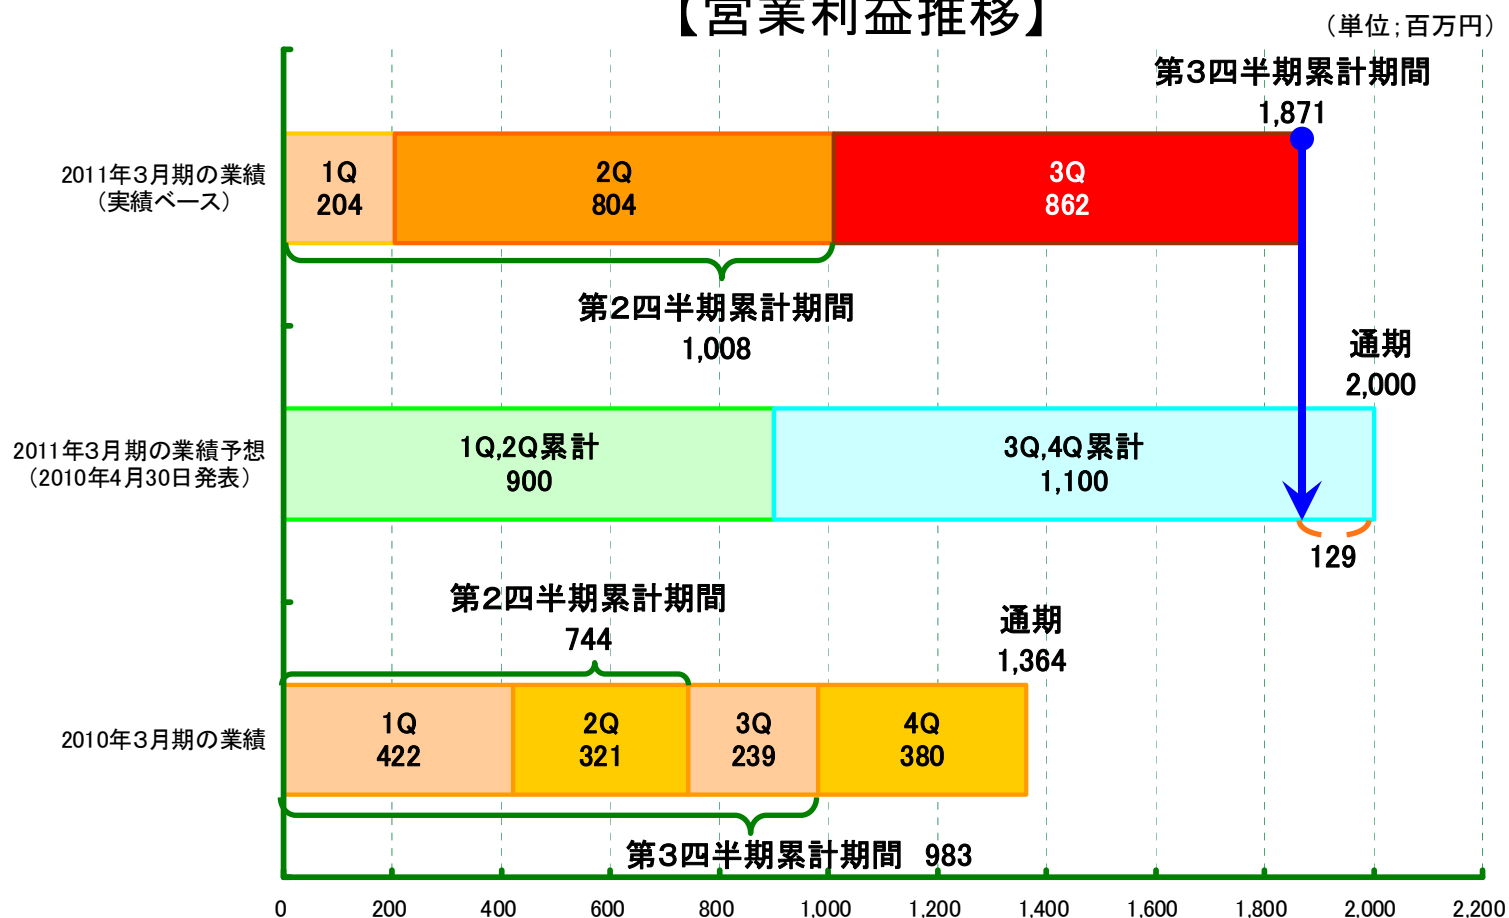 【営業利益推移】
（単位；百万円）
第３四半期累計期間
1,871
2011年３月期の業績
（実績ベース）
1Q
204
2Q
804
3Q
862
第２四半期累計期間
1,008
通期
2,000
2011年３月期の業績予想
（2010年４月30日発表）
1Q,2Q累計
900
3Q,4Q累計
1,100
129
第２四半期累計期間
744
通期
1,364
2010年３月期の業績
1Q
422
2Q
321
3Q
239
4Q
380
第３四半期累計期間 983
0 200 400 600 800 1,000 1,200 1,400 1,600 1,800 2,000 2,200